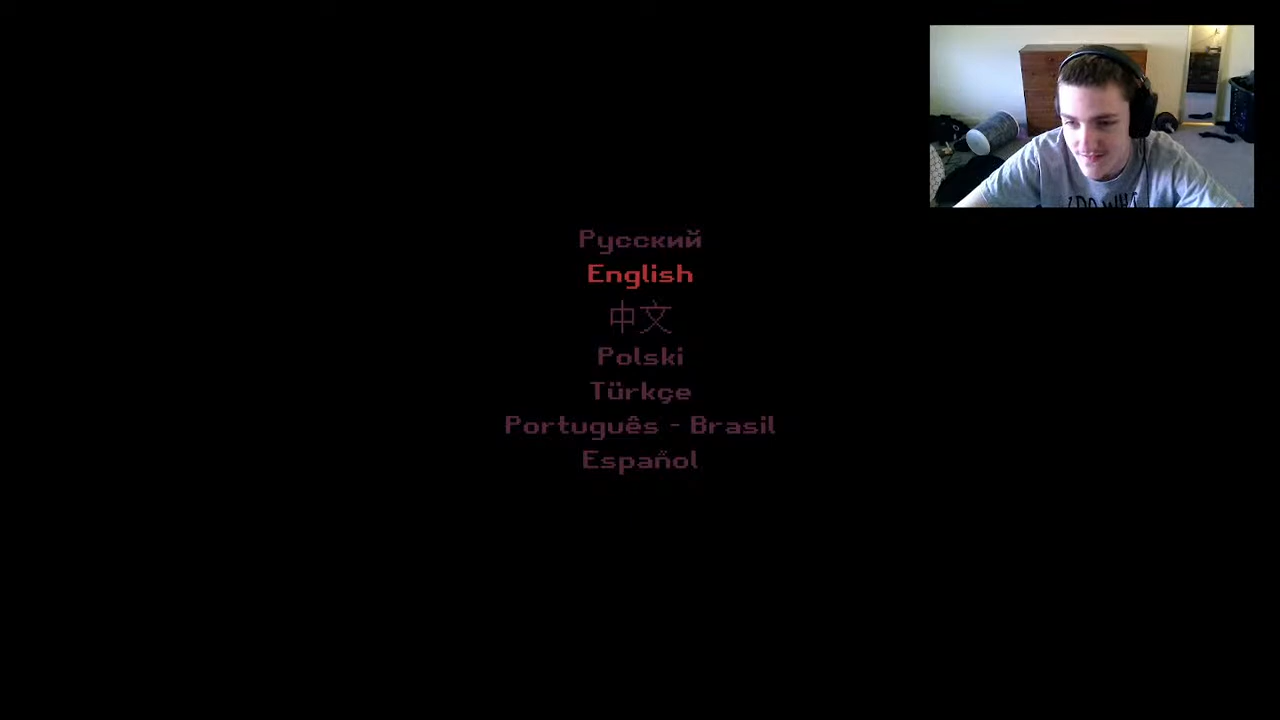 Русский
English
中文
Polski
Türkçe
Português - Brasil
Español